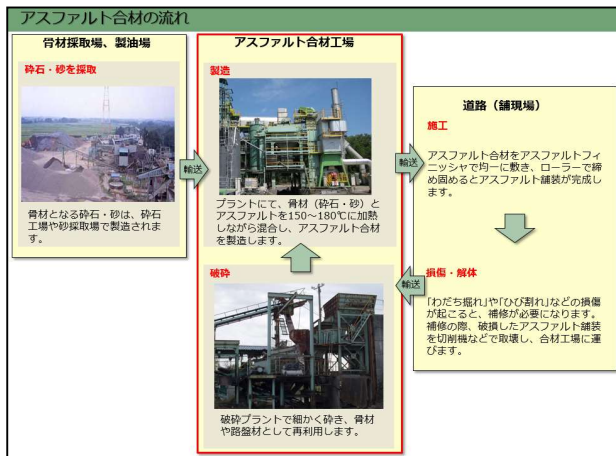 アスファルト合材の流れ
骨材採取場、製油場
砕石・砂を採取
骨材となる砕石・砂は、砕石
工場や砂採取場で製造されま
す。
輸送
アスファルト合材工場
製造
プラントにて、骨材（砕石・砂）と
アスファルトを150～180℃に加熱
しながら混合し、アスファルト合材
を製造します。
破砕
破砕プラントで細かく砕き、骨材
や路盤材として再利用します。
輸送
道路（舗現場）
施工
アスファルト合材をアスファルトフィ
ニッシャで均一に敷き、ローラーで締
め固めるとアスファルト舗装が完成し
ます。
輸送
損傷・解体
「わだち掘れ」や「ひび割れ」などの損傷
が起こると、補修が必要になります。
補修の際、破損したアスファルト舗装
を切削機などで取壊し、合材工場に運
びます。